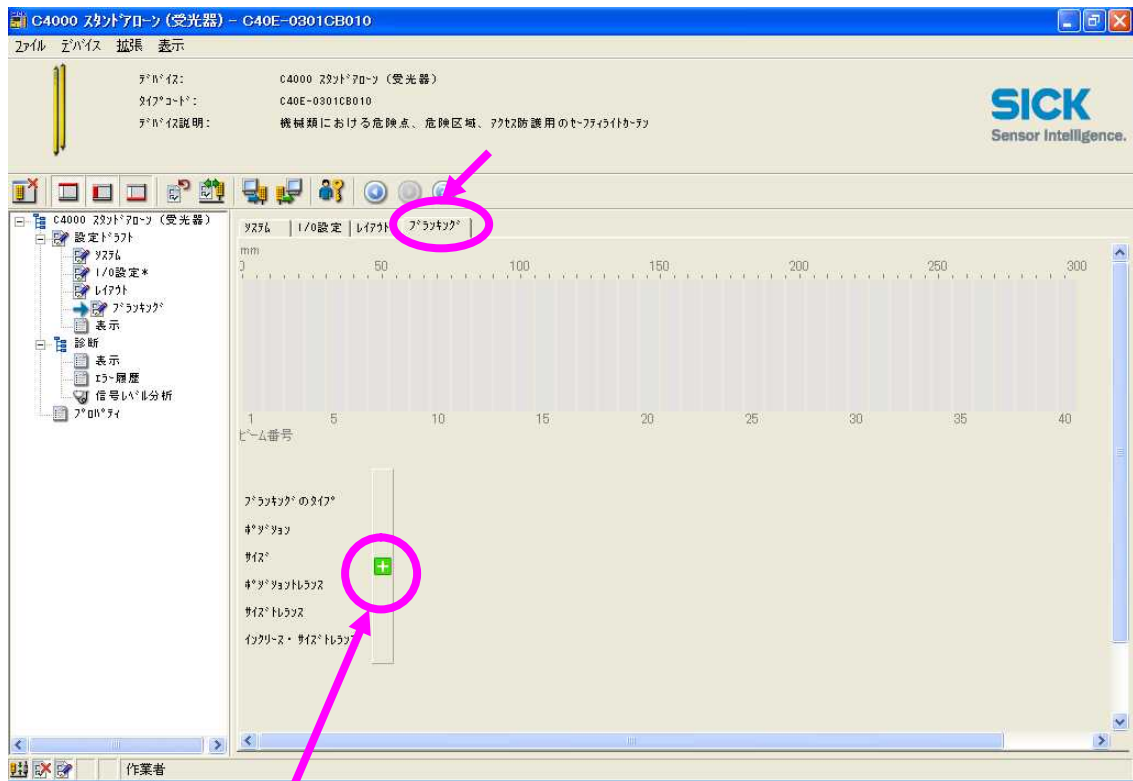 C4000 ｽﾀﾝﾄﾞｱﾛｰﾝ (受光器) - C40E-0301CB010
ﾌｧｲﾙ ﾃﾞﾊﾞｲｽ 拡張 表示
ﾃﾞﾊﾞｲｽ: C4000 ｽﾀﾝﾄﾞｱﾛｰﾝ (受光器)
ﾀｲﾌﾟｺｰﾄﾞ: C40E-0301CB010
ﾃﾞﾊﾞｲｽ説明: 機械類における危険点、危険区域、ｱｸｾｽ防護用のｾｰﾌﾃｨﾗｲﾄｶｰﾃﾝ
SICK
Sensor Intelligence.
C4000 ｽﾀﾝﾄﾞｱﾛｰﾝ (受光器)
設定ﾄﾞﾗﾌﾄ
ｼｽﾃﾑ
I/O設定*
ﾚｲｱｳﾄ
ﾌﾞﾗﾝｷﾝｸﾞ
表示
診断
表示
ｴﾗｰ履歴
信号ﾚﾍﾞﾙ分析
ﾌﾟﾛﾊﾟﾃｨ
ｼｽﾃﾑ I/O設定 ﾚｲｱｳﾄ ﾌﾞﾗﾝｷﾝｸﾞ
mm
50 100 150 200 250 300
1 5 10 15 20 25 30 35 40
ﾋﾞｰﾑ番号
ﾌﾞﾗﾝｷﾝｸﾞのﾀｲﾌﾟ
ﾎﾟｼﾞｼｮﾝ
ｻｲｽﾞ
ﾎﾟｼﾞｼｮﾝﾄﾚﾗﾝｽ
ｻｲｽﾞﾄﾚﾗﾝｽ
ｲﾝｸﾘｰｽ・ｻｲｽﾞﾄﾚﾗﾝｽ
作業者